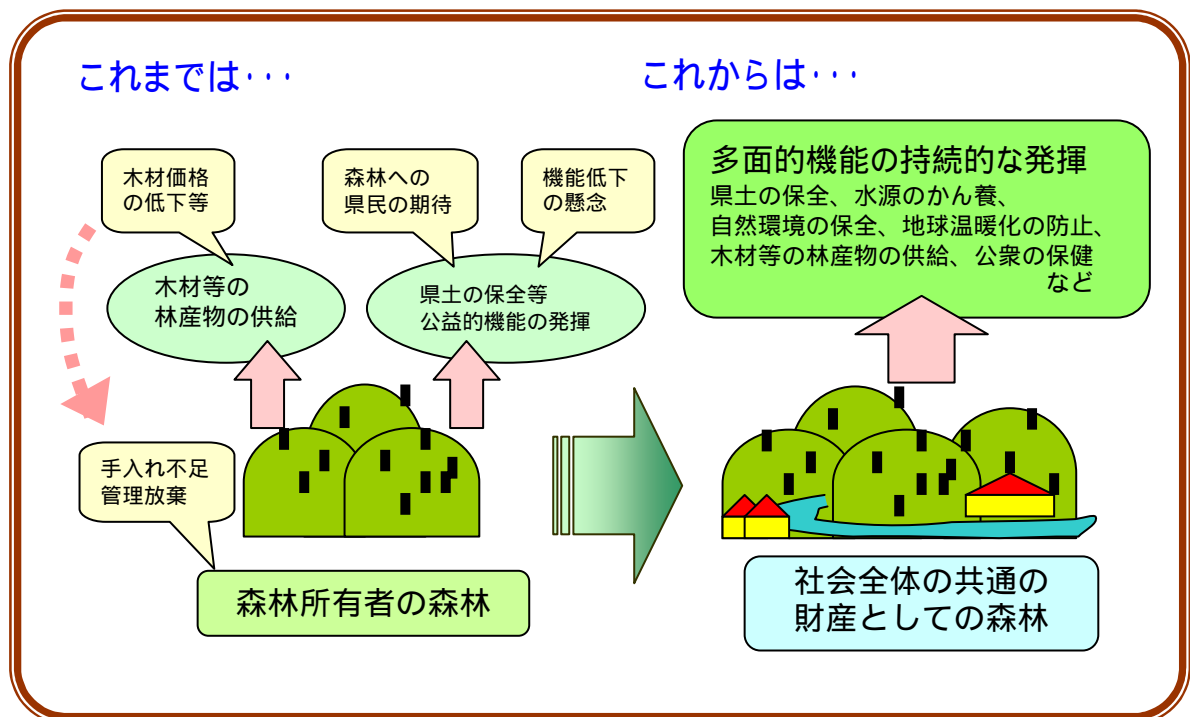 これまでは･･･
木材価格
の低下等
森林への
県民の期待
機能低下
の懸念
木材等の
林産物の供給
県土の保全等
公益的機能の発揮
手入れ不足
管理放棄
森林所有者の森林
これからは･･･
多面的機能の持続的な発揮
県土の保全、水源のかん養、
自然環境の保全、地球温暖化の防止、
木材等の林産物の供給、公衆の保健
など
社会全体の共通の
財産としての森林